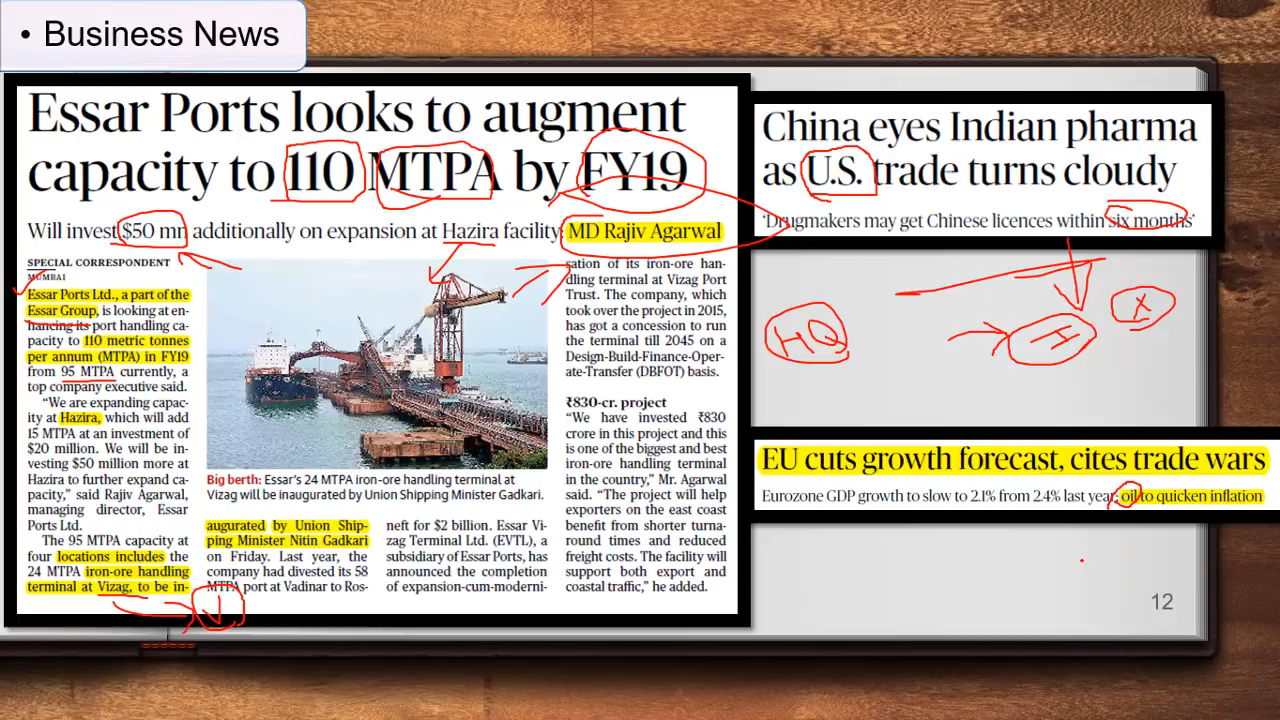 • Business News
Essar Ports looks to augment
capacity to 110 MTPA by FY19
Will invest $50 mn additionally on expansion at Hazira facility: MD Rajiv Agarwal
SPECIAL CORRESPONDENT
MUMBAI
Essar Ports Ltd., a part of the
Essar Group, is looking at en-
hancing its port handling ca-
pacity to 110 metric tonnes
per annum (MTPA) in FY19
from 95 MTPA currently, a
top company executive said.
“We are expanding capac-
ity at Hazira, which will add
15 MTPA at an investment of
$20 million. We will be in-
vesting $50 million more at
Hazira to further expand ca-
pacity,” said Rajiv Agarwal,
managing director, Essar
Ports Ltd.
The 95 MTPA capacity at
four locations includes the
24 MTPA iron-ore handling
terminal at Vizag, to be in-
Big berth: Essar’s 24 MTPA iron-ore handling terminal at
Vizag will be inaugurated by Union Shipping Minister Gadkari.
augurated by Union Ship-
ping Minister Nitin Gadkari
on Friday. Last year, the
company had divested its 58
MTPA port at Vadinar to Ros-
neft for $2 billion. Essar Vi-
zag Terminal Ltd. (EVTL), a
subsidiary of Essar Ports, has
announced the completion
of expansion-cum-moderni-
sation of its iron-ore han-
dling terminal at Vizag Port
Trust. The company, which
took over the project in 2015,
has got a concession to run
the terminal till 2045 on a
Design-Build-Finance-Oper-
ate-Transfer (DBFOT) basis.
₹830-cr. project
“We have invested ₹830
crore in this project and this
is one of the biggest and best
iron-ore handling terminal
in the country,” Mr. Agarwal
said. “The project will help
exporters on the east coast
benefit from shorter turna-
round times and reduced
freight costs. The facility will
support both export and
coastal traffic,” he added.
V
China eyes Indian pharma
as U.S. trade turns cloudy
‘Drugmakers may get Chinese licences within six months’
HQ
H
X
EU cuts growth forecast, cites trade wars
Eurozone GDP growth to slow to 2.1% from 2.4% last year; oil to quicken inflation
12